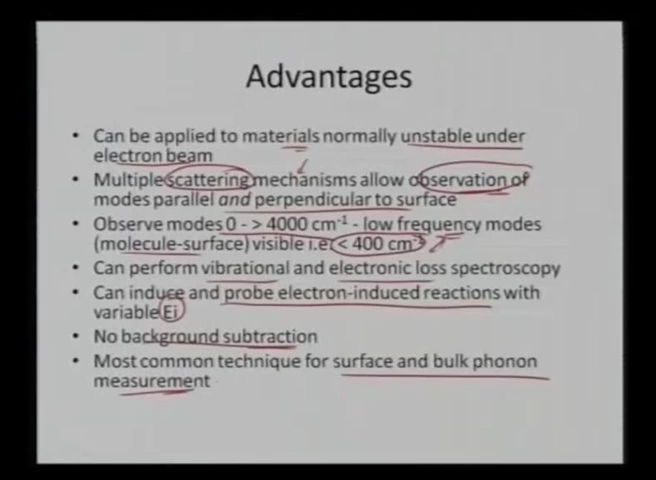 Advantages
• Can be applied to materials normally unstable under
electron beam
• Multiple scattering mechanisms allow observation of
modes parallel and perpendicular to surface
• Observe modes 0 - > 4000 cm⁻¹ - low frequency modes
(molecule-surface) visible i.e. < 400 cm⁻¹
• Can perform vibrational and electronic loss spectroscopy
• Can induce and probe electron-induced reactions with
variable Ei
• No background subtraction
• Most common technique for surface and bulk phonon
measurement